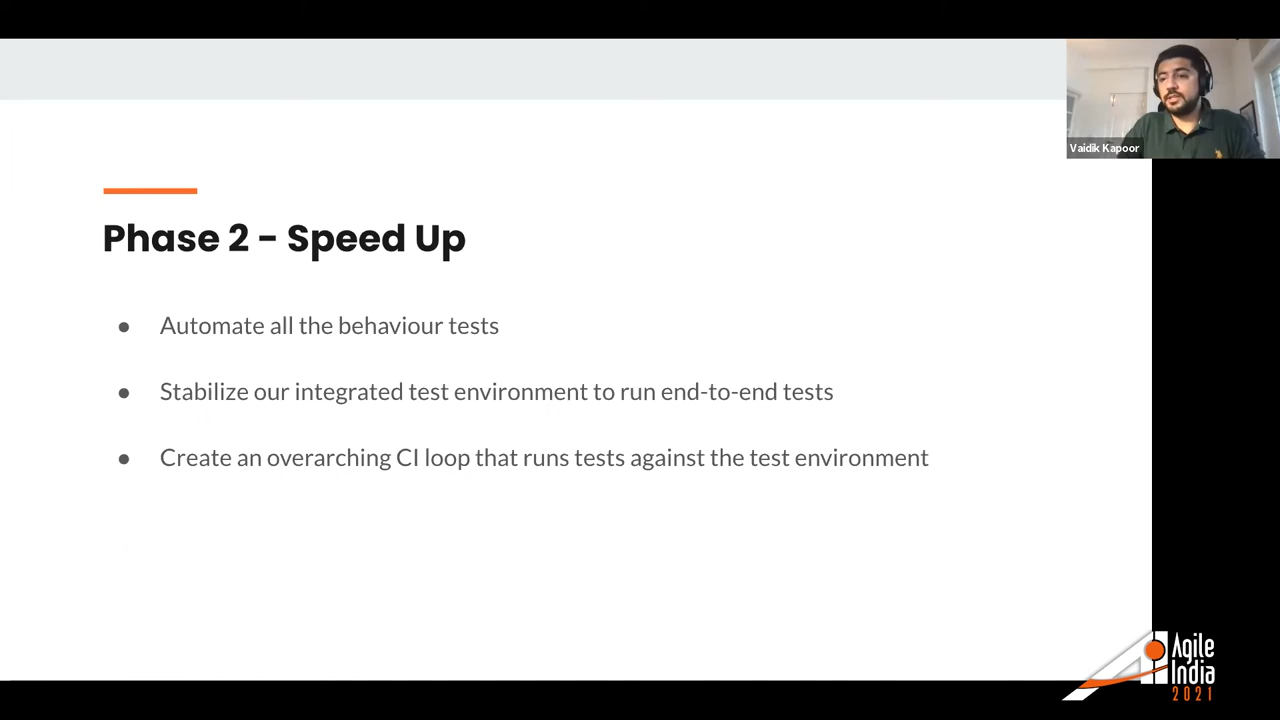 Vaidik Kapoor
Phase 2 - Speed Up
● Automate all the behaviour tests
● Stabilize our integrated test environment to run end-to-end tests
● Create an overarching CI loop that runs tests against the test environment
Agile
India
2021